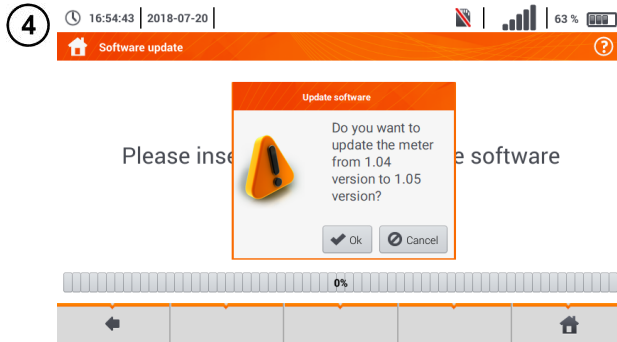 4
16:54:43 2018-07-20 63 %
Software update ?
Update software
Please inse e software
Do you want to
update the meter
from 1.04
version to 1.05
version?
Ok Cancel
0%